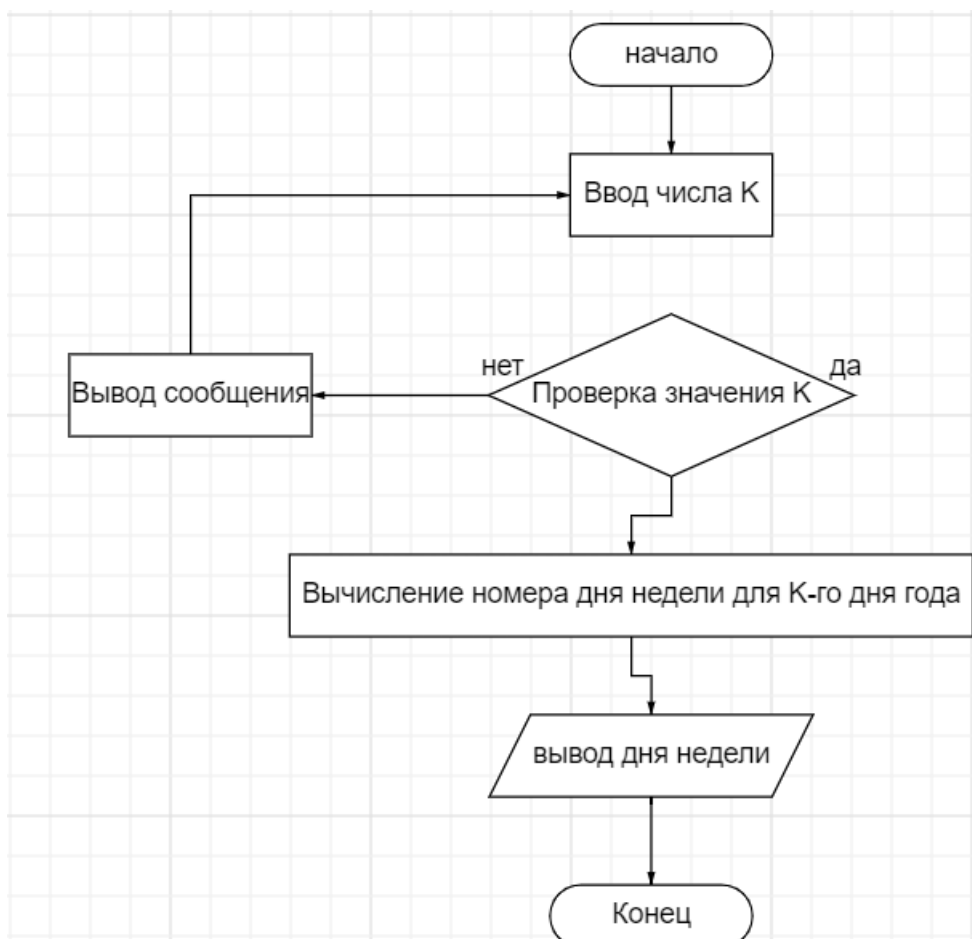 начало
Ввод числа K
нет
да
Проверка значения K
Вывод сообщения
Вычисление номера дня недели для K-го дня года
вывод дня недели
Конец